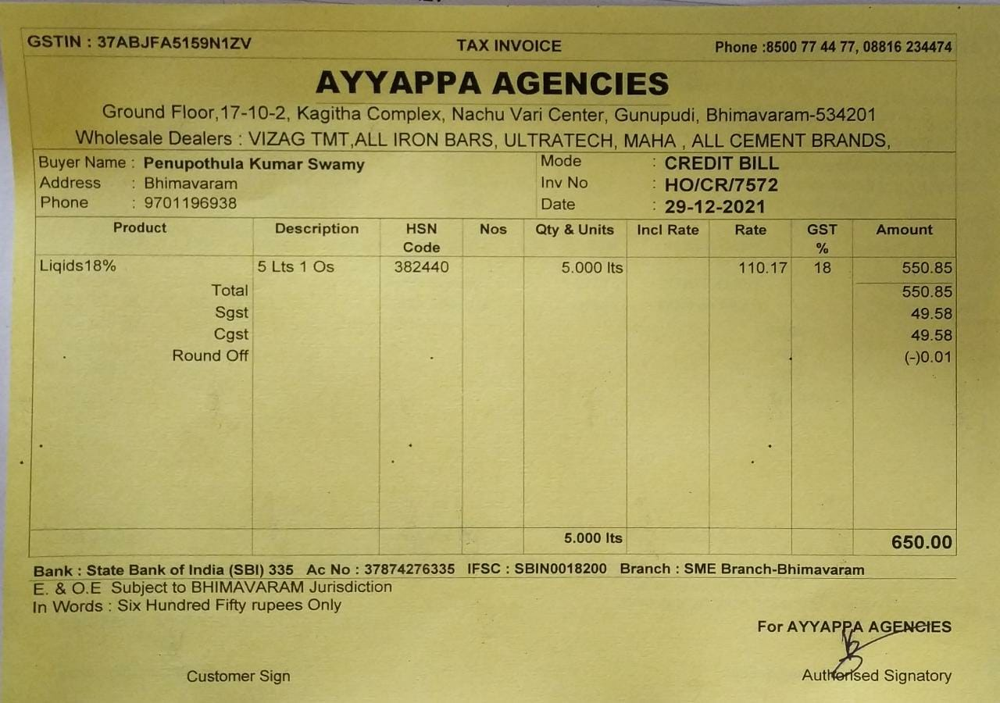 GSTIN : 37ABJFA5159N1ZV TAX INVOICE Phone :8500 77 44 77, 08816 234474
AYYAPPA AGENCIES
Ground Floor,17-10-2, Kagitha Complex, Nachu Vari Center, Gunupudi, Bhimavaram-534201
Wholesale Dealers : VIZAG TMT,ALL IRON BARS, ULTRATECH, MAHA , ALL CEMENT BRANDS,
Buyer Name : Penupothula Kumar Swamy Mode : CREDIT BILL
Address : Bhimavaram Inv No : HO/CR/7572
Phone : 9701196938 Date : 29-12-2021
Product Description HSN Code Nos Qty & Units Incl Rate Rate GST % Amount
Liqids18% 5 Lts 1 Os 382440 5.000 lts 110.17 18 550.85
Total 550.85
Sgst 49.58
Cgst 49.58
Round Off (-)0.01
5.000 lts 650.00
Bank : State Bank of India (SBI) 335 Ac No : 37874276335 IFSC : SBIN0018200 Branch : SME Branch-Bhimavaram
E. & O.E Subject to BHIMAVARAM Jurisdiction
In Words : Six Hundred Fifty rupees Only
For AYYAPPA AGENCIES
Customer Sign Authorised Signatory